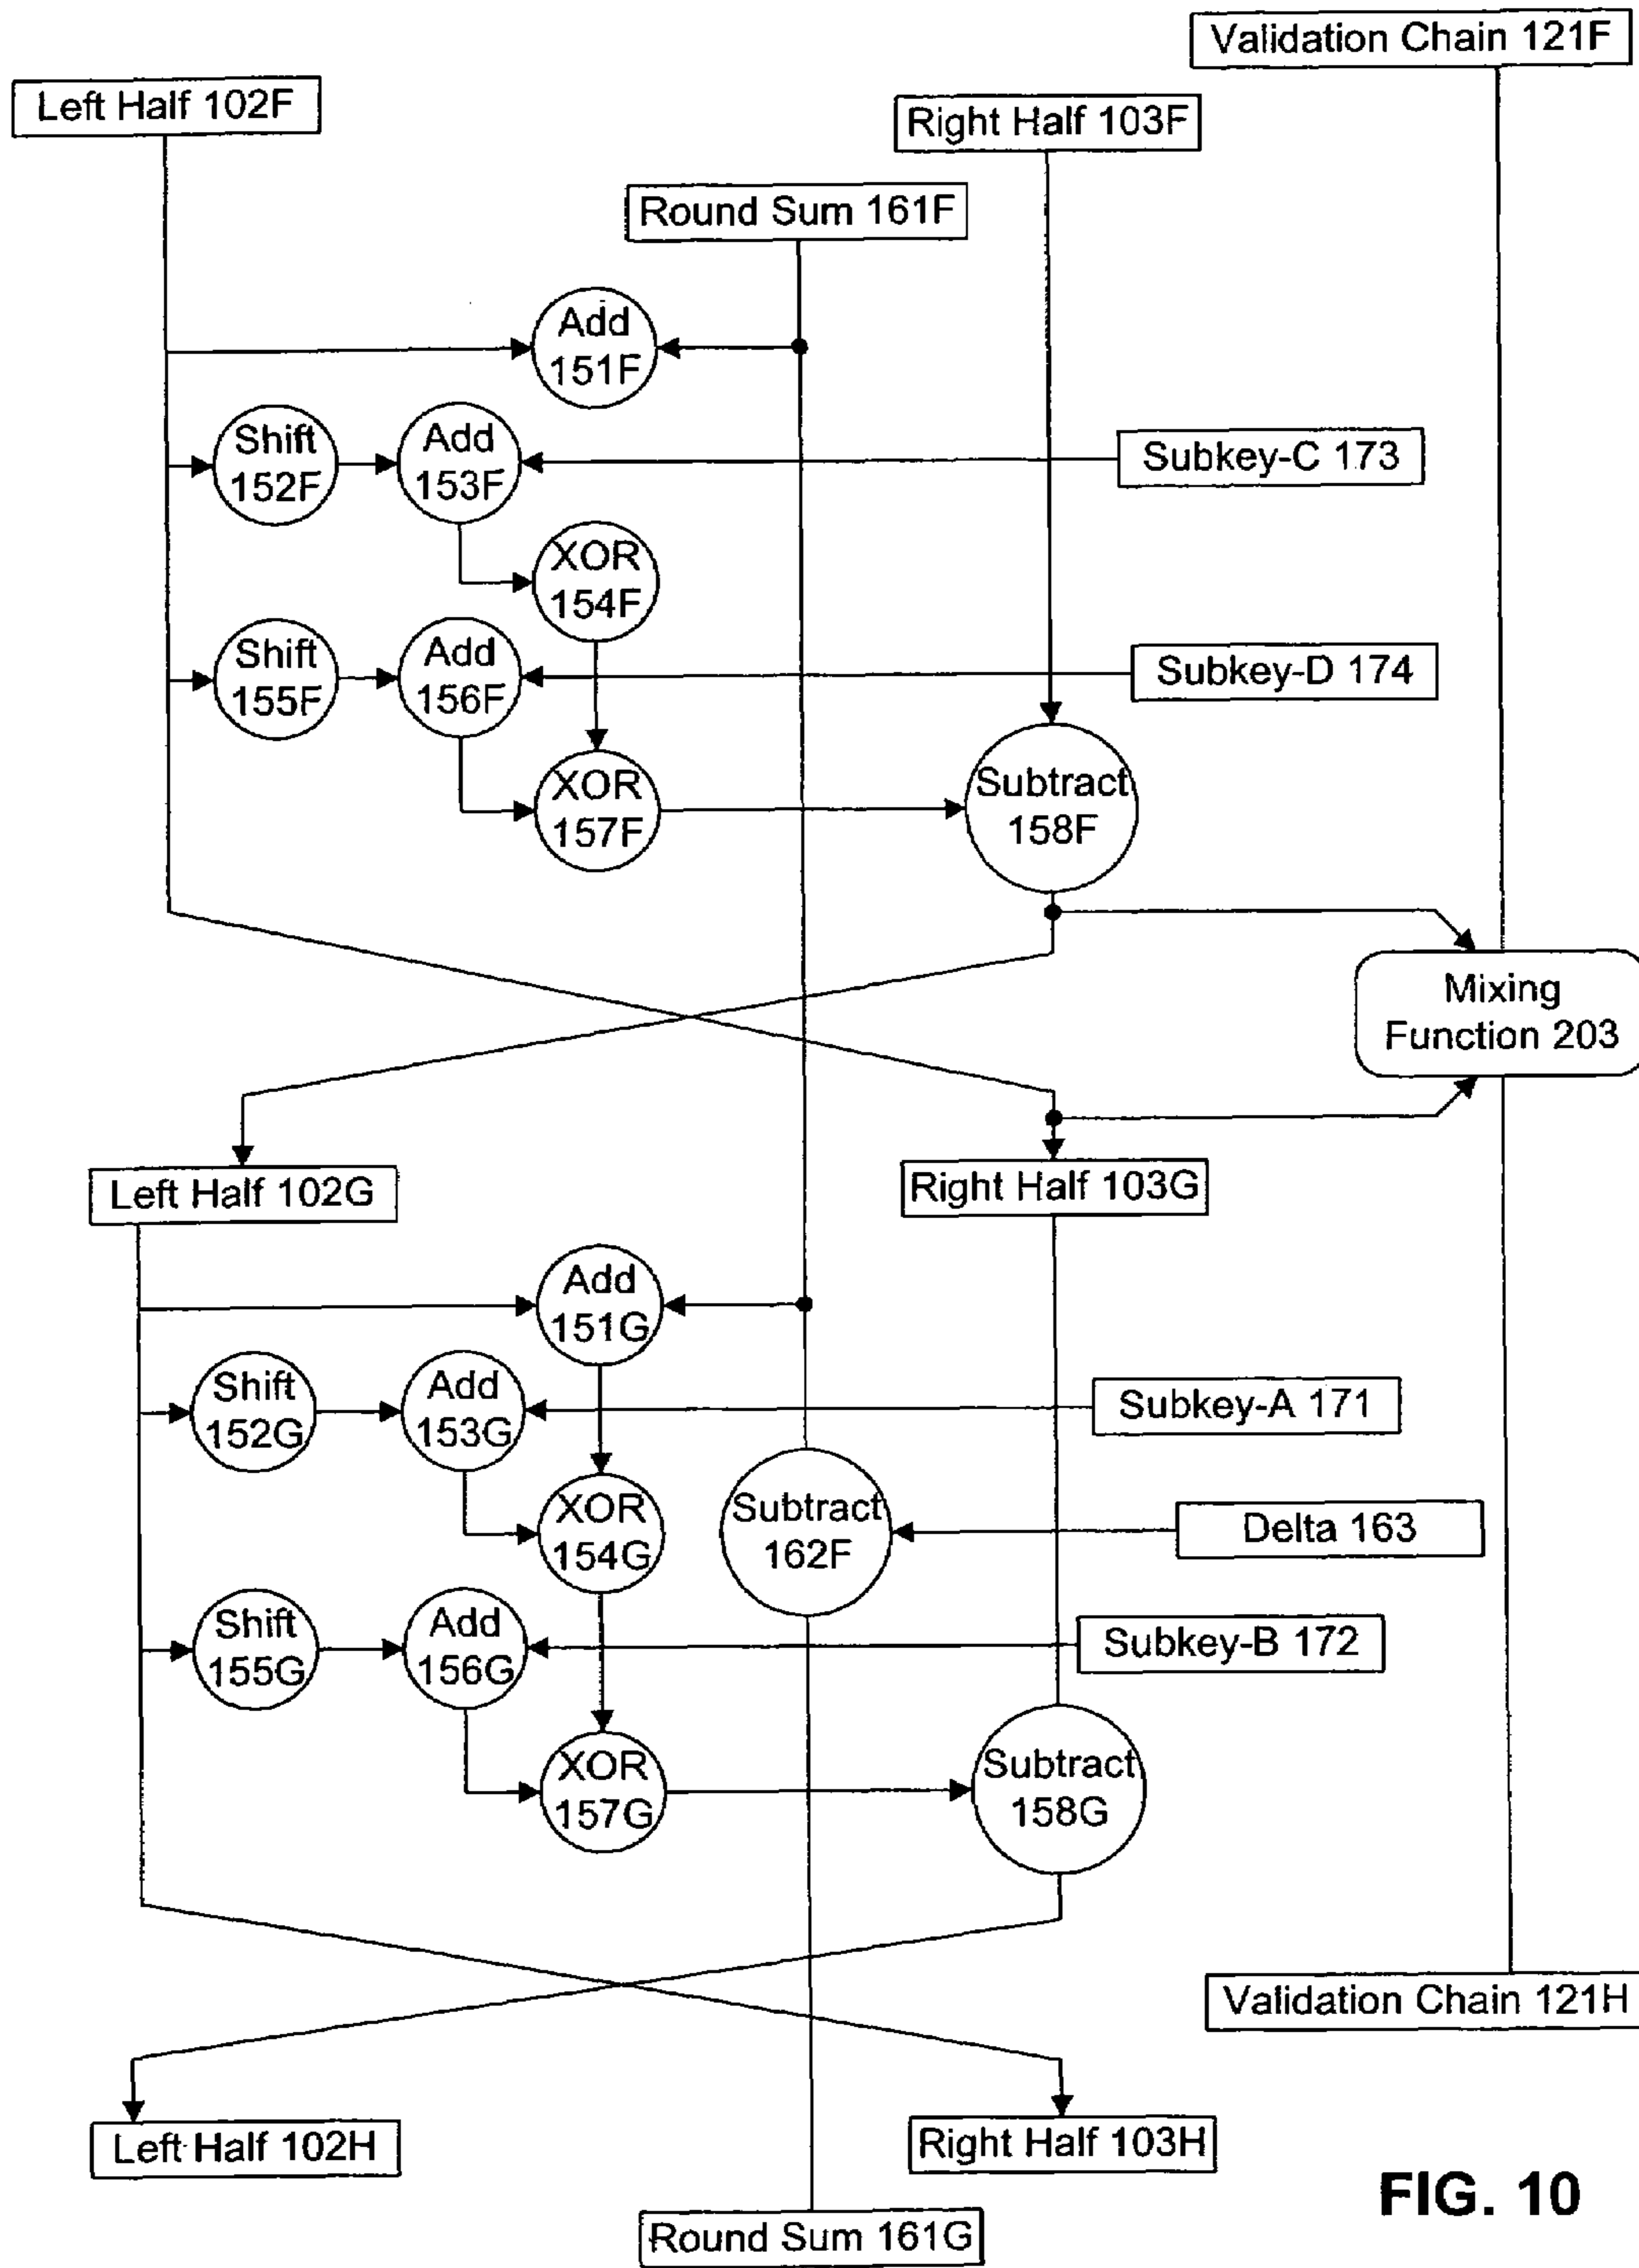 Validation Chain 121F
Left Half 102F
Right Half 103F
Round Sum 161F
Add
151F
Shift
152F
Add
153F
Subkey-C 173
XOR
154F
Shift
155F
Add
156F
Subkey-D 174
XOR
157F
Subtract
158F
Mixing
Function 203
Left Half 102G
Right Half 103G
Add
151G
Shift
152G
Add
153G
Subkey-A 171
XOR
154G
Subtract
162F
Delta 163
Shift
155G
Add
156G
Subkey-B 172
XOR
157G
Subtract
158G
Validation Chain 121H
Left Half 102H
Right Half 103H
Round Sum 161G
FIG. 10